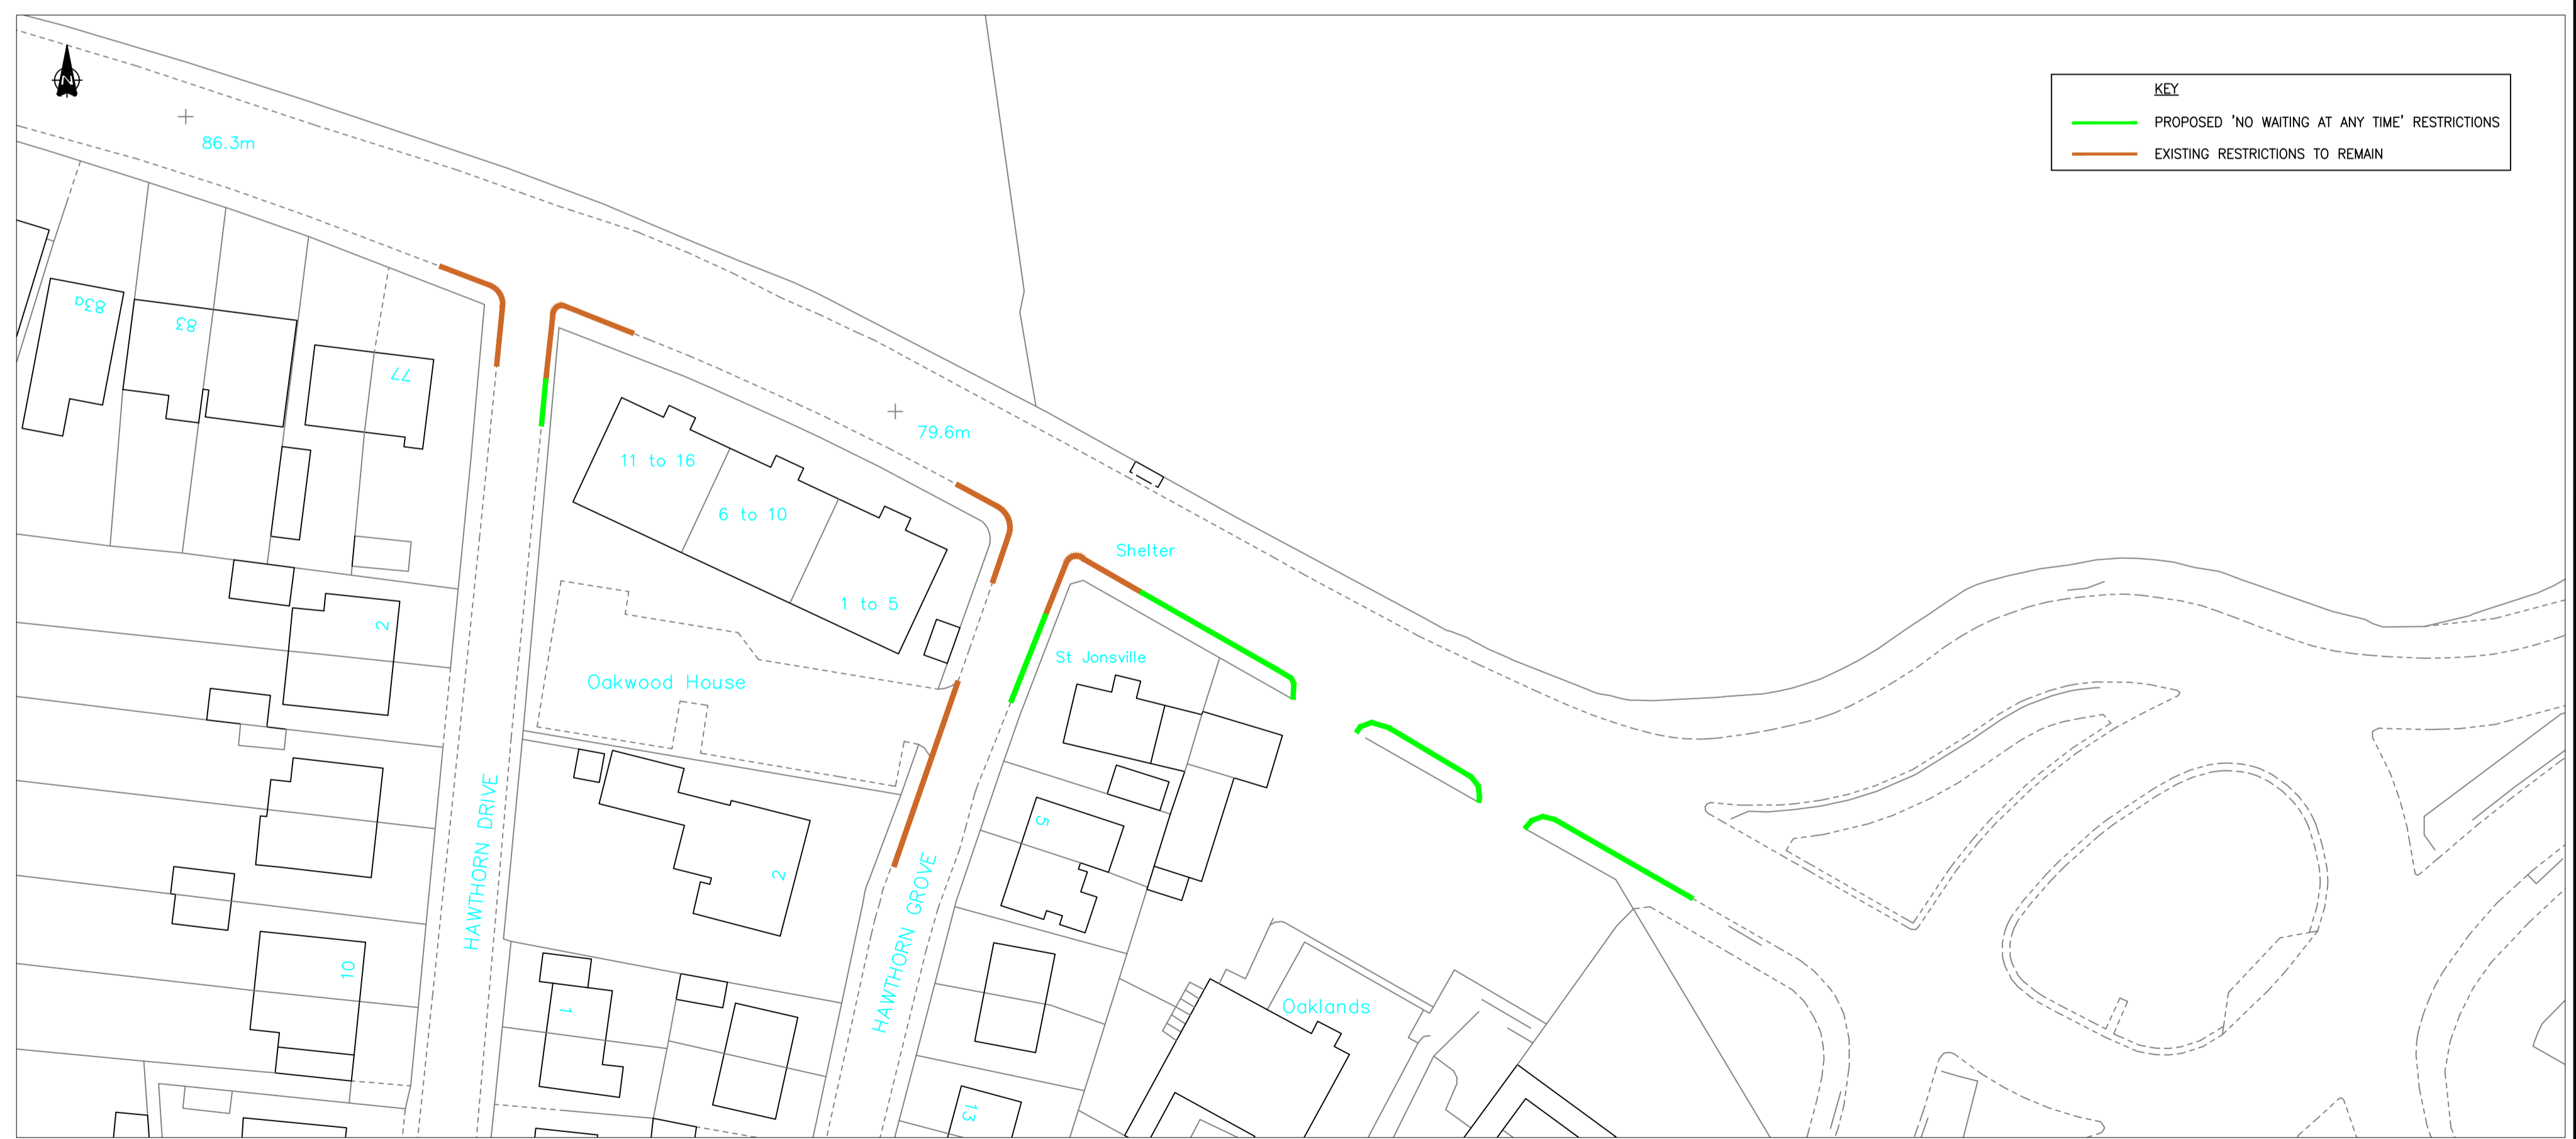 N
86.3m
KEY
PROPOSED 'NO WAITING AT ANY TIME' RESTRICTIONS
EXISTING RESTRICTIONS TO REMAIN
83a
83
77
79.6m
11 to 16
6 to 10
1 to 5
Shelter
St Jonsville
2
Oakwood House
5
2
HAWTHORN DRIVE
HAWTHORN GROVE
10
1
Oaklands
13